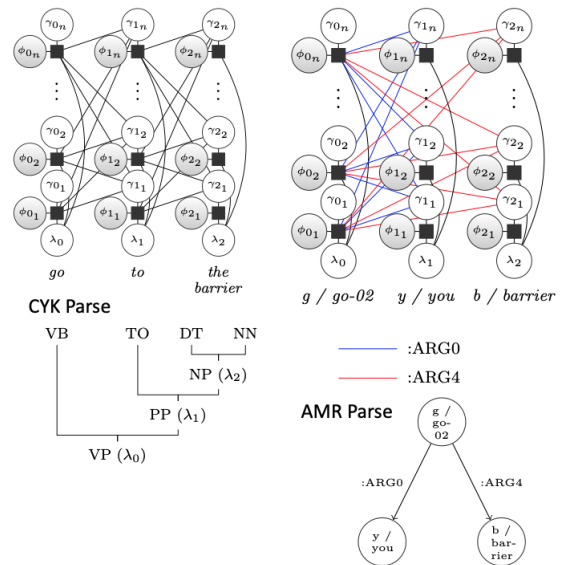 γ0n γ1n γ2n
ϕ0n ϕ1n ϕ2n
⋮ ⋮ ⋮
γ02 γ12 γ22
ϕ02 ϕ12 ϕ22
γ01 γ11 γ21
ϕ01 ϕ11 ϕ21
λ0 λ1 λ2
go to the
barrier
CYK Parse
VB TO DT NN
NP (λ2)
PP (λ1)
VP (λ0)
γ0n γ1n γ2n
ϕ0n ϕ1n ϕ2n
⋮ ⋮ ⋮
γ02 γ12 γ22
ϕ02 ϕ12 ϕ22
γ01 γ11 γ21
ϕ01 ϕ11 ϕ21
λ0 λ1 λ2
g / go-02 y / you b / barrier
:ARG0
:ARG4
AMR Parse
g /
go-
02
:ARG0 :ARG4
y /
you
b /
bar-
rier